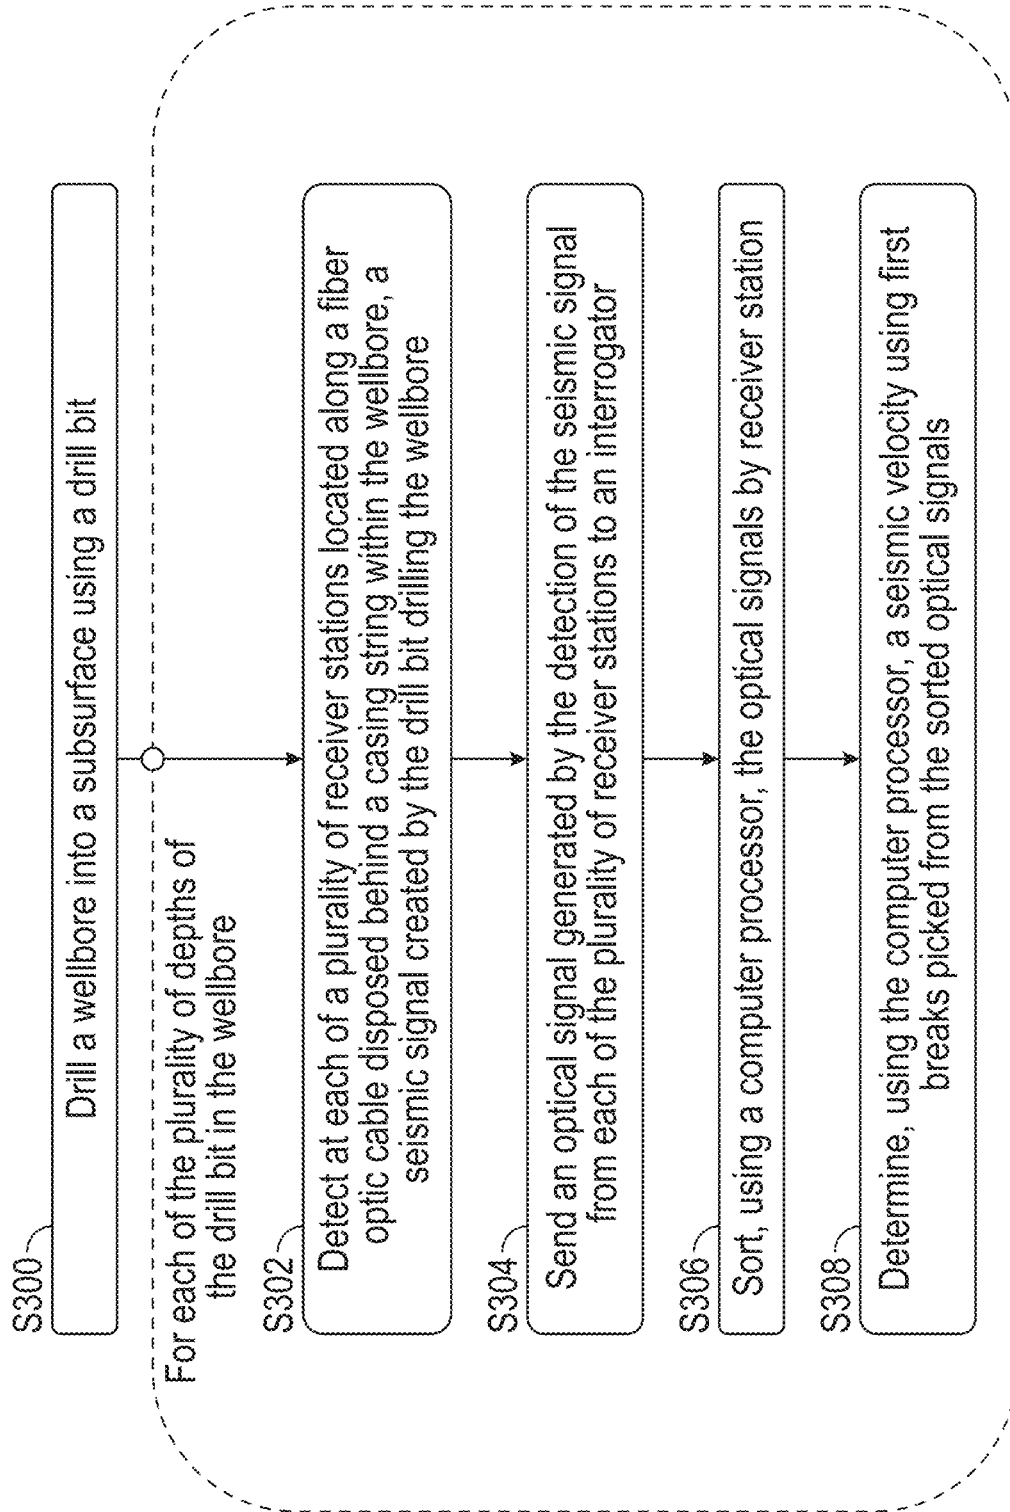 S300
Drill a wellbore into a subsurface using a drill bit
For each of the plurality of depths of
the drill bit in the wellbore
S302
Detect at each of a plurality of receiver stations located along a fiber
optic cable disposed behind a casing string within the wellbore, a
seismic signal created by the drill bit drilling the wellbore
S304
Send an optical signal generated by the detection of the seismic signal
from each of the plurality of receiver stations to an interrogator
S306
Sort, using a computer processor, the optical signals by receiver station
S308
Determine, using the computer processor, a seismic velocity using first
breaks picked from the sorted optical signals